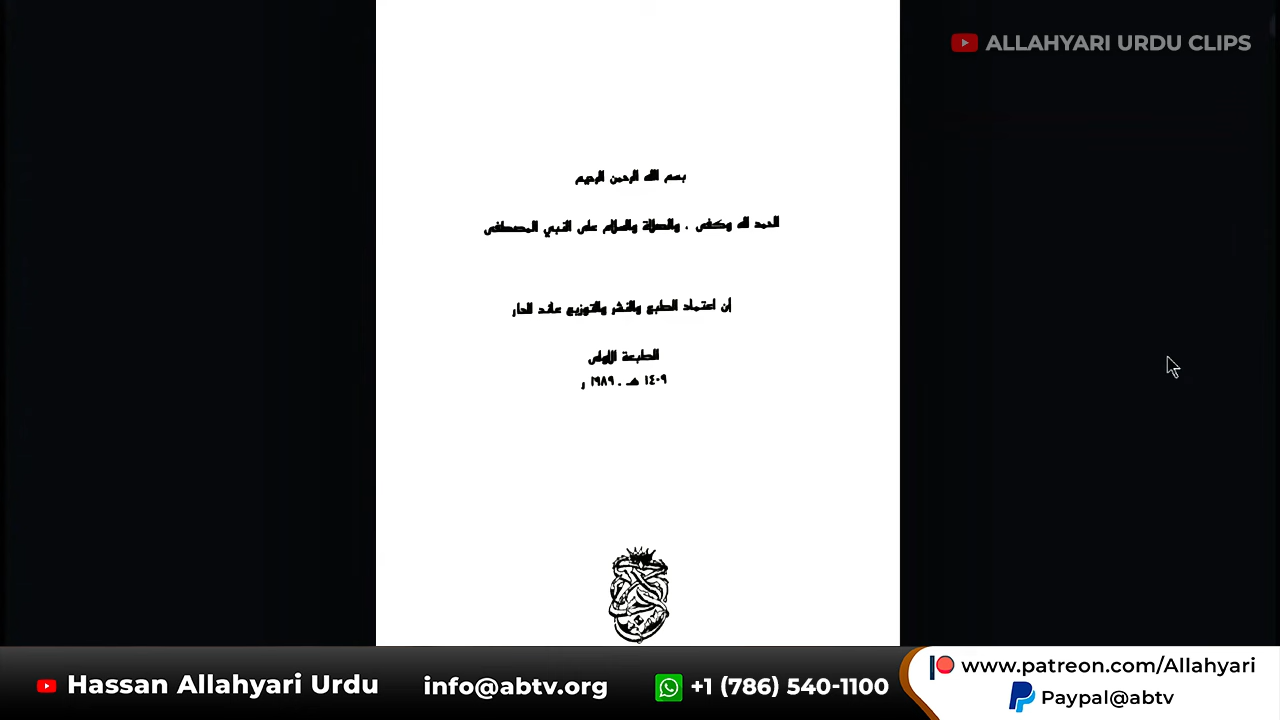 ALLAHYARI URDU CLIPS
بسم الله الرحمن الرحيم
الحمد لله وكفى . والصلاة والسلام على النبي المصطفى
إن اعتماد الطبع والنشر والتوزيع عائد للدار
الطبعة الأولى
١٤٠٩ هـ . ١٩٨٩ م
Hassan Allahyari Urdu
info@abtv.org
+1 (786) 540-1100
www.patreon.com/Allahyari
Paypal@abtv